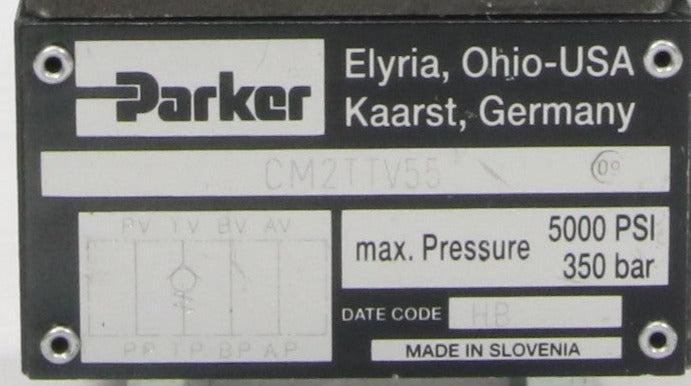 Parker
Elyria, Ohio-USA
Kaarst, Germany
CM2TTV55
PV TV BV AV
max. Pressure 5000 PSI
350 bar
DATE CODE HB
PP TP BP AP
MADE IN SLOVENIA